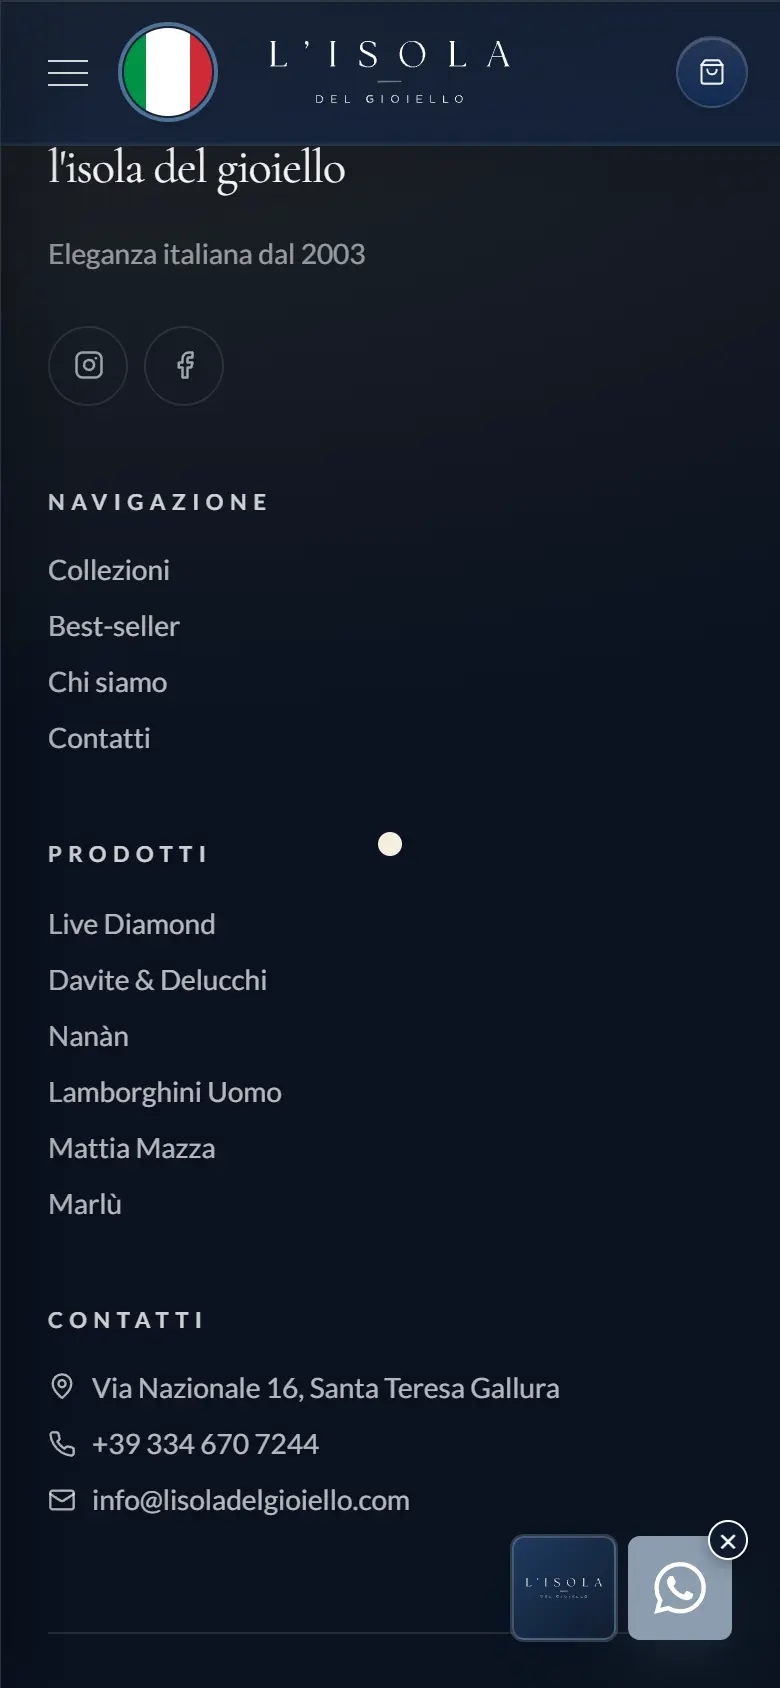 L'ISOLA
DEL GIOIELLO
l'isola del gioiello
Eleganza italiana dal 2003
NAVIGAZIONE
Collezioni
Best-seller
Chi siamo
Contatti
PRODOTTI
Live Diamond
Davite & Delucchi
Nanàn
Lamborghini Uomo
Mattia Mazza
Marlù
CONTATTI
Via Nazionale 16, Santa Teresa Gallura
+39 334 670 7244
info@lisoladelgioiello.com
L'ISOLA
DEL GIOIELLO